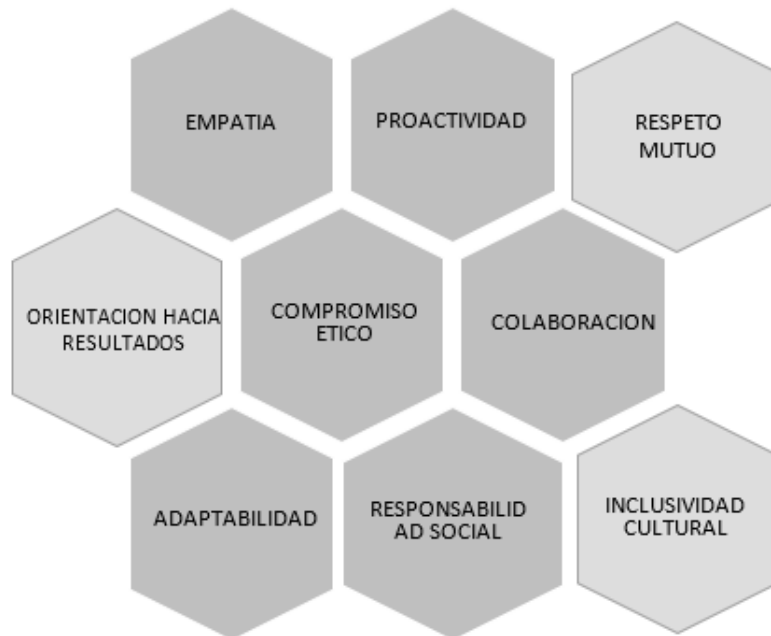 EMPATIA
PROACTIVIDAD
RESPETO
MUTUO
ORIENTACION HACIA
RESULTADOS
COMPROMISO
ETICO
COLABORACION
ADAPTABILIDAD
RESPONSABILID
AD SOCIAL
INCLUSIVIDAD
CULTURAL